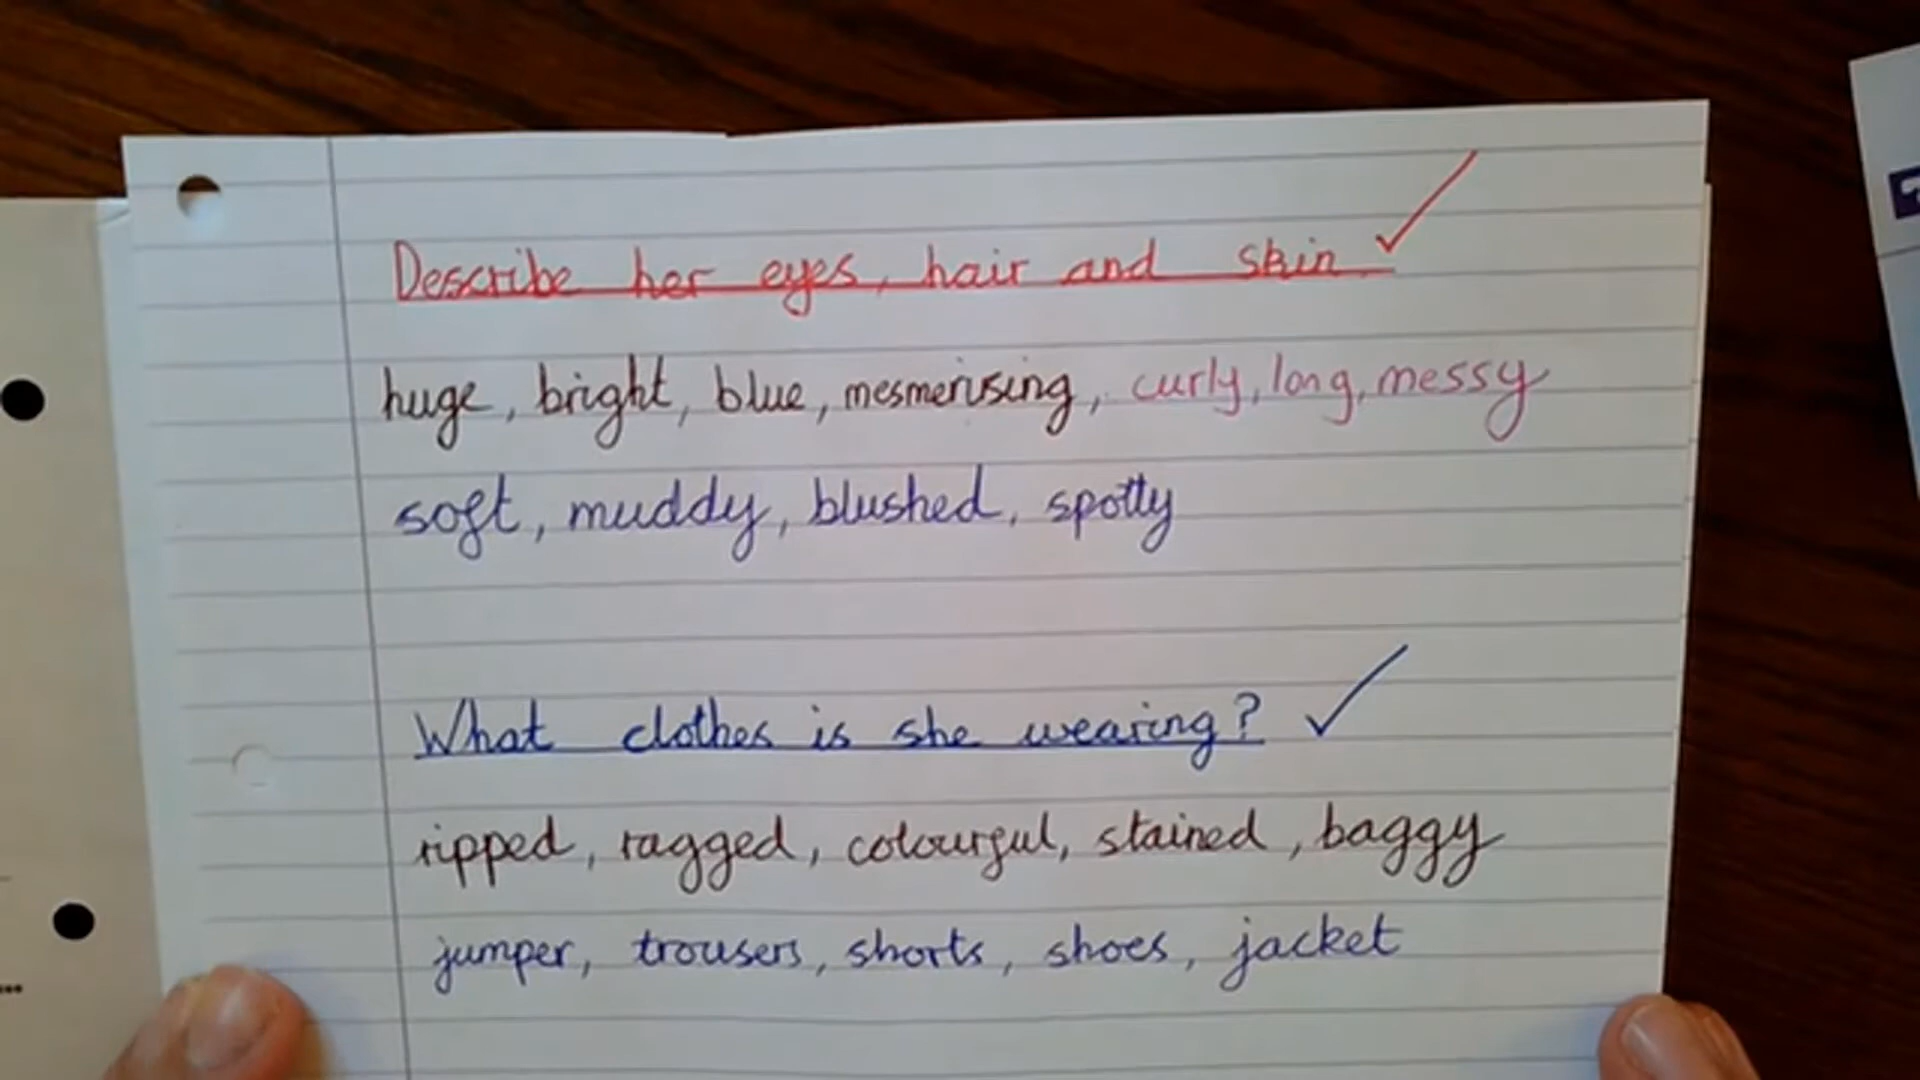 Describe her eyes, hair and skin.
huge, bright, blue, mesmerising, curly, long, messy
soft, muddy, blushed, spotty
What clothes is she wearing?
ripped, ragged, colourful, stained, baggy
jumper, trousers, shorts, shoes, jacket